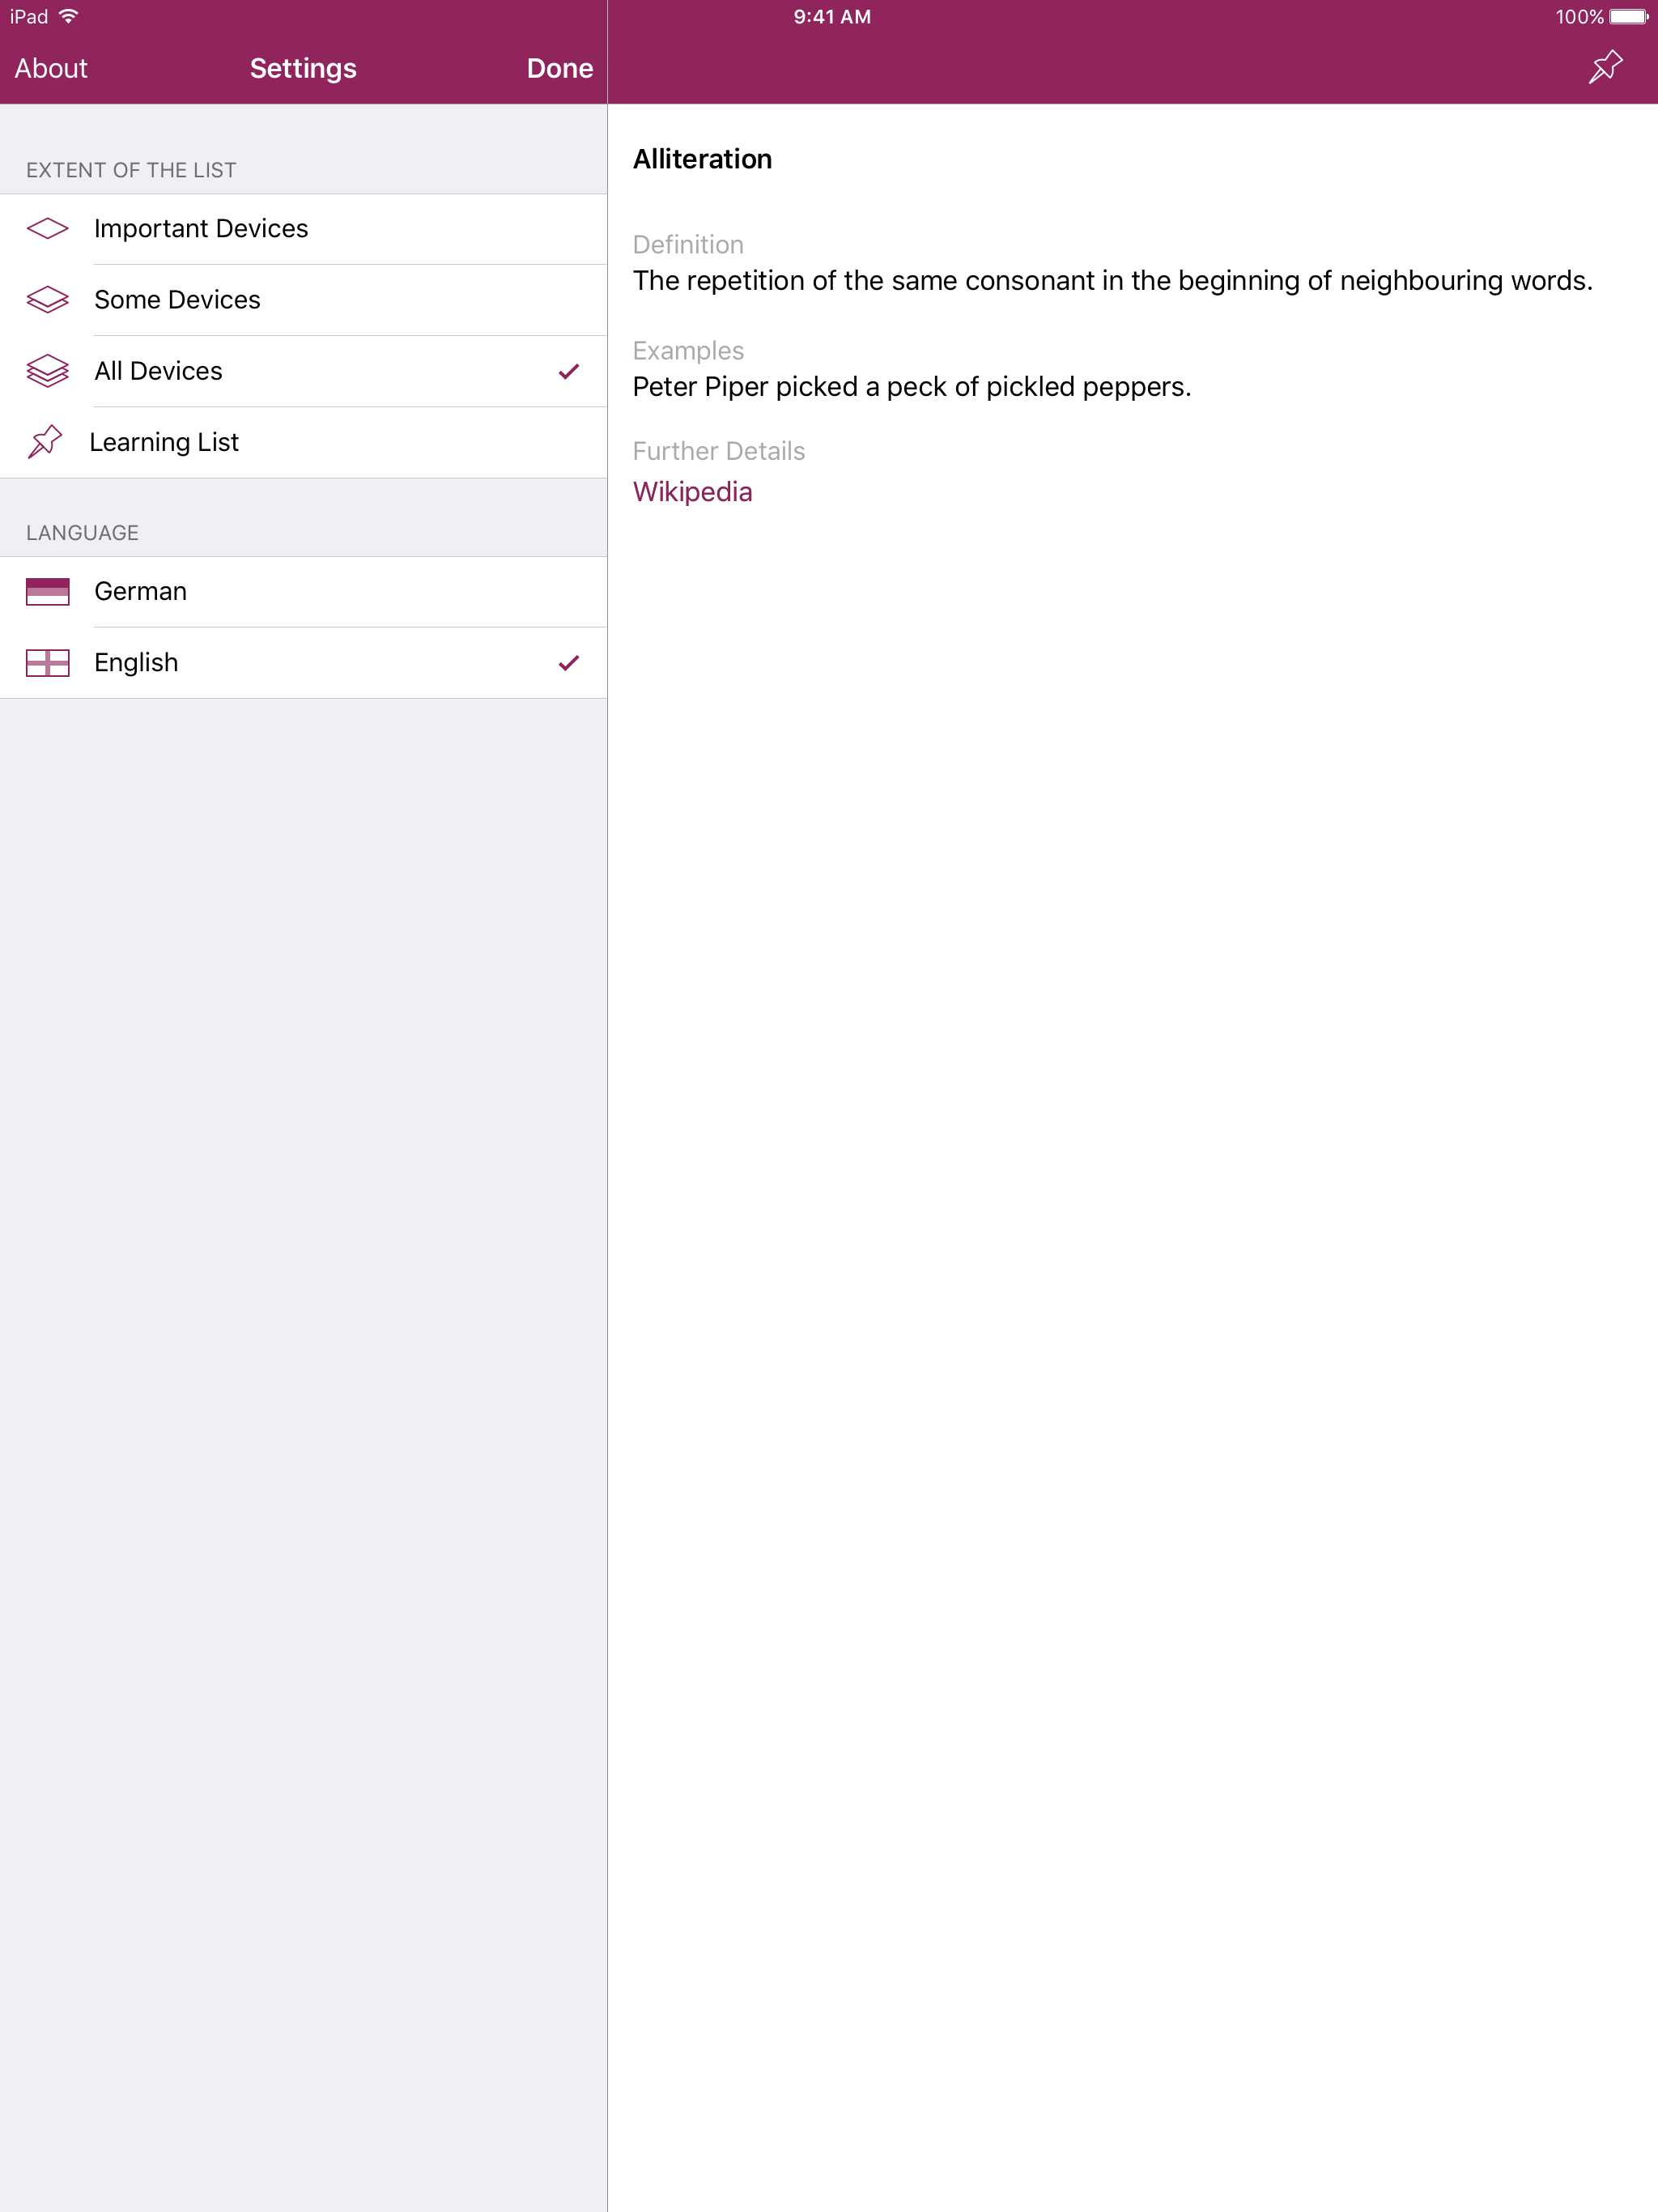 iPad
9:41 AM
100%
About
Settings
Done
EXTENT OF THE LIST
Important Devices
Some Devices
All Devices
Learning List
LANGUAGE
German
English
Alliteration
Definition
The repetition of the same consonant in the beginning of neighbouring words.
Examples
Peter Piper picked a peck of pickled peppers.
Further Details
Wikipedia